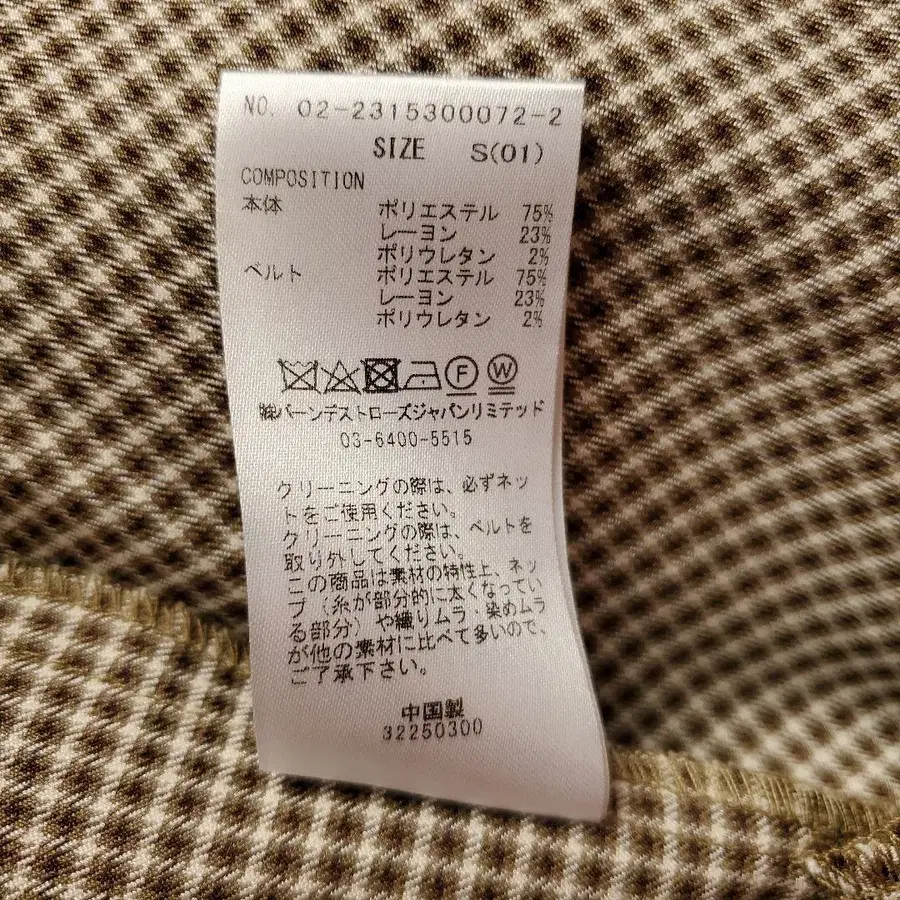 NO. 02-2315300072-2
SIZE S(01)
COMPOSITION
本体 ポリエステル 75%
レーヨン 23%
ポリウレタン 2%
ベルト ポリエステル 75%
レーヨン 23%
ポリウレタン 2%
F W
㈱バーンデストローズジャパンリミテッド
03-6400-5515
クリーニングの際は、必ずネッ
トをご使用ください。
クリーニングの際は、ベルトを
取り外してください。
この商品は素材の特性上、ネッ
プ（糸が部分的に太くなってい
る部分）や織りムラ・染めムラ
が他の素材に比べて多いので、
ご了承下さい。
中国製
32250300